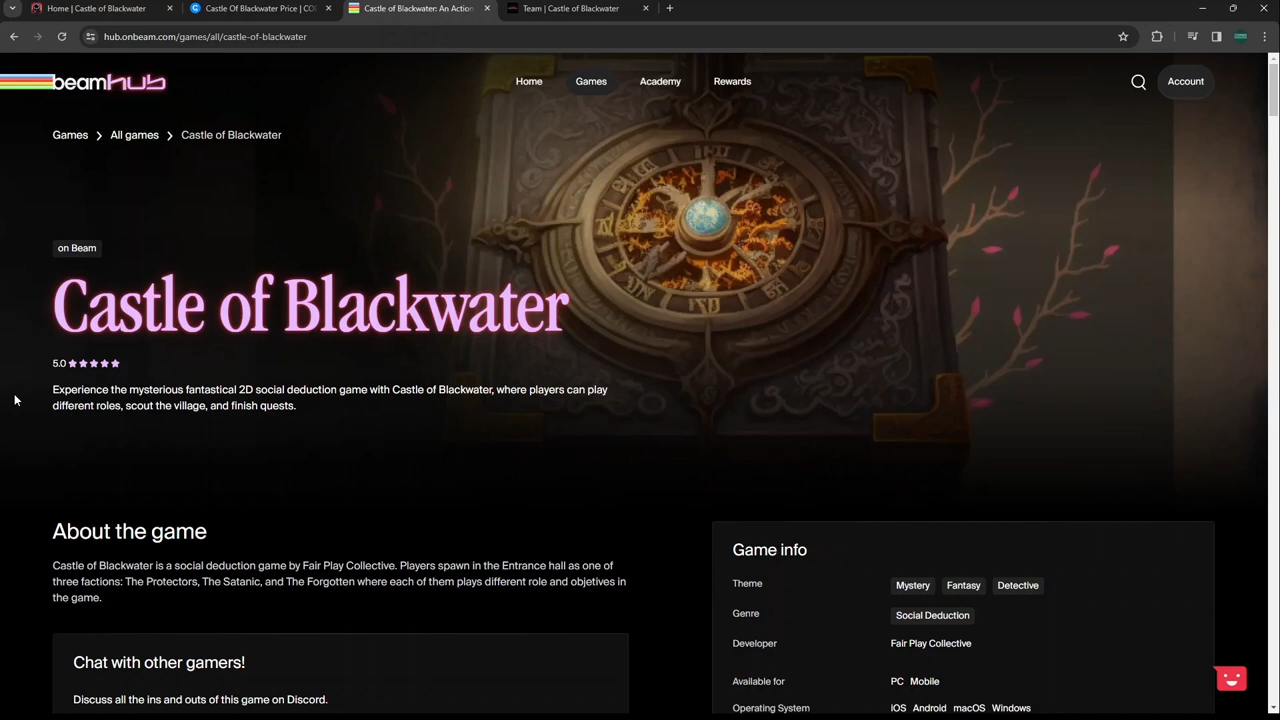 Home | Castle of Blackwater
Castle Of Blackwater Price | CO
Castle of Blackwater: An Action
Team | Castle of Blackwater
hub.onbeam.com/games/all/castle-of-blackwater
beamhub
Home
Games
Academy
Rewards
Account
Games
All games
Castle of Blackwater
on Beam
Castle of Blackwater
5.0
Experience the mysterious fantastical 2D social deduction game with Castle of Blackwater, where players can play
different roles, scout the village, and finish quests.
About the game
Castle of Blackwater is a social deduction game by Fair Play Collective. Players spawn in the Entrance hall as one of
three factions: The Protectors, The Satanic, and The Forgotten where each of them plays different role and objetives in
the game.
Chat with other gamers!
Discuss all the ins and outs of this game on Discord.
Game info
Theme Mystery Fantasy Detective
Genre Social Deduction
Developer Fair Play Collective
Available for PC Mobile
Operating System iOS Android macOS Windows